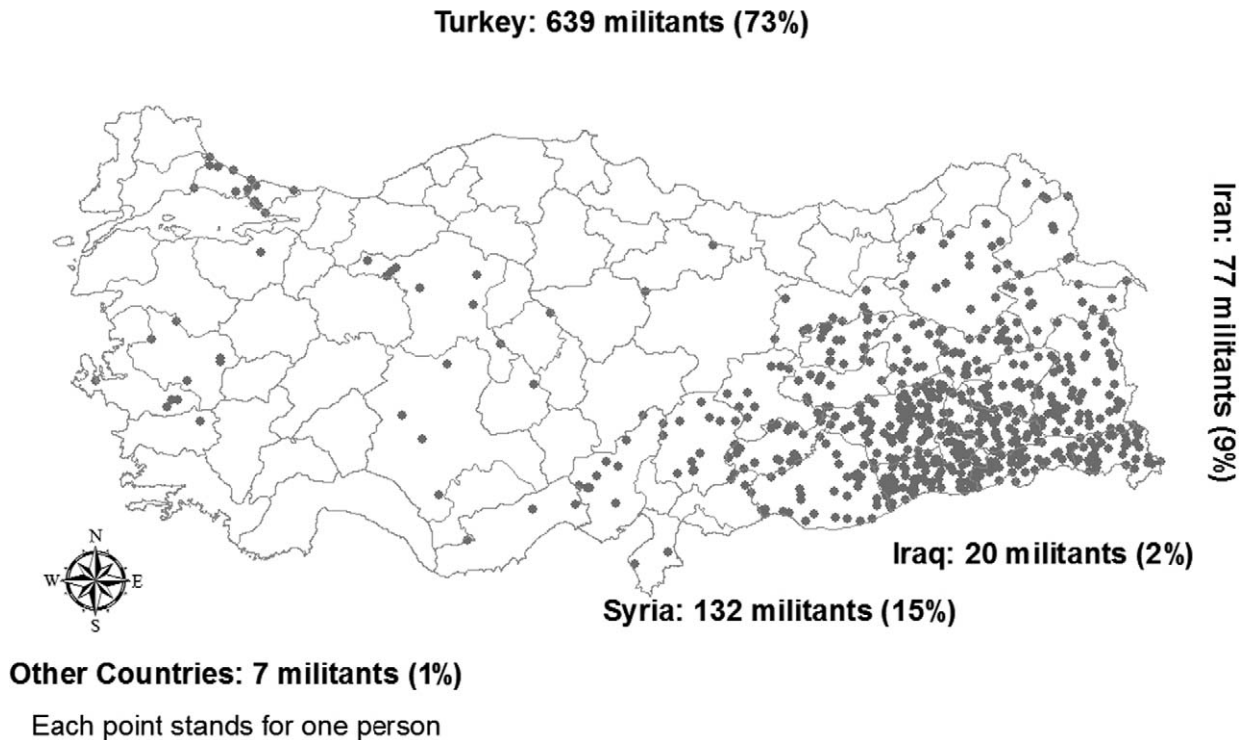 Turkey: 639 militants (73%)
Iran: 77 militants (9%)
N
W
E
S
Iraq: 20 militants (2%)
Syria: 132 militants (15%)
Other Countries: 7 militants (1%)
Each point stands for one person